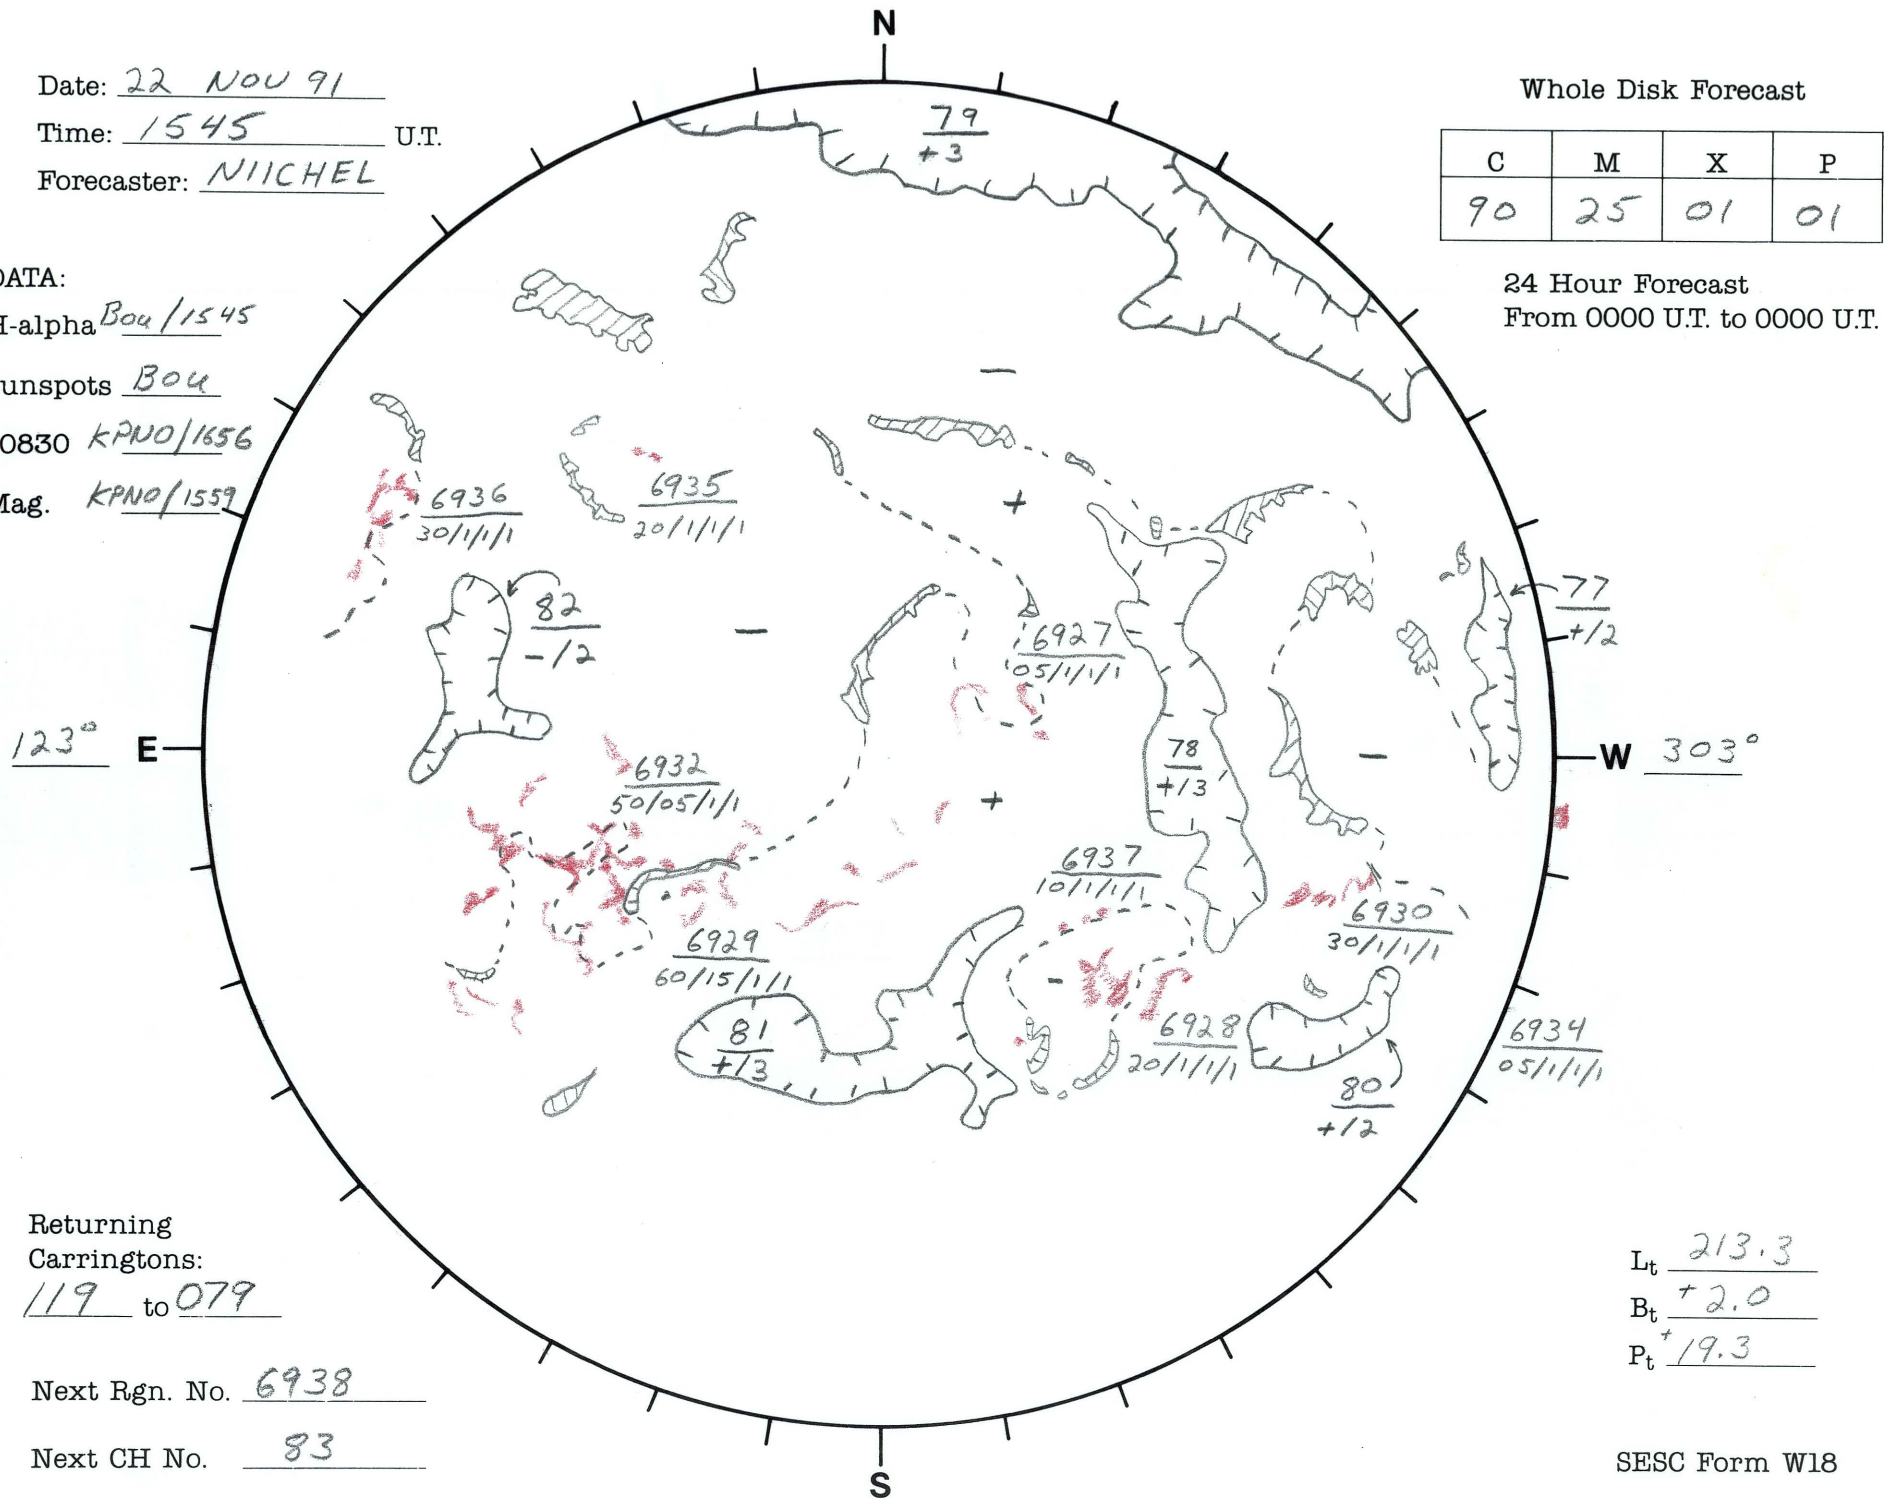 N
Date: 22 NOV 91
Time: 1545 U.T.
Forecaster: NIICHEL
Whole Disk Forecast
C M X P
90 25 01 01
24 Hour Forecast
From 0000 U.T. to 0000 U.T.
DATA:
H-alpha Bou/1545
unspots Bou
0830 KPNO/1656
Mag. KPNO/1559
79
+3
−
+
6936
30/1/1/1
6935
20/1/1/1
82
-/2
−
6927
05/1/1/1
77
+/2
123° E
W 303°
78
+/3
−
6932
50/05/1/1
+
6937
10/1/1/1
6930
30/1/1/1
6929
60/15/1/1
-
81
+/3
6928
20/1/1/1
6934
05/1/1/1
80
+/2
Returning
Carringtons:
119 to 079
Lt 213.3
Bt +2.0
Pt +19.3
Next Rgn. No. 6938
Next CH No. 83
S
SESC Form W18